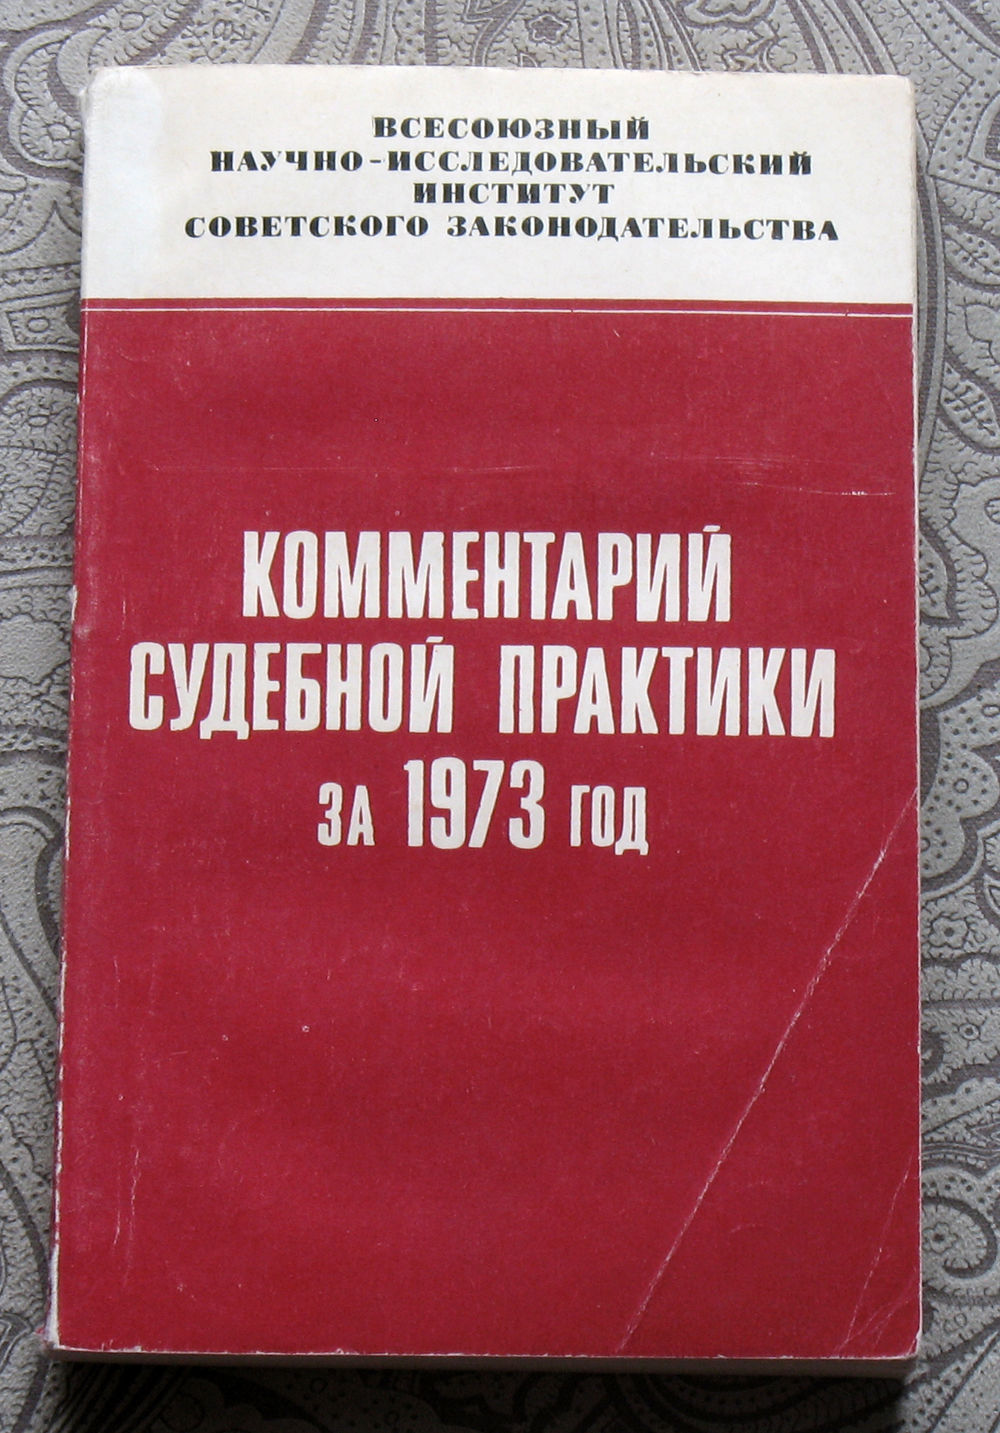 ВСЕСОЮЗНЫЙ
НАУЧНО-ИССЛЕДОВАТЕЛЬСКИЙ
ИНСТИТУТ
СОВЕТСКОГО ЗАКОНОДАТЕЛЬСТВА
КОММЕНТАРИЙ
СУДЕБНОЙ ПРАКТИКИ
ЗА 1973 ГОД